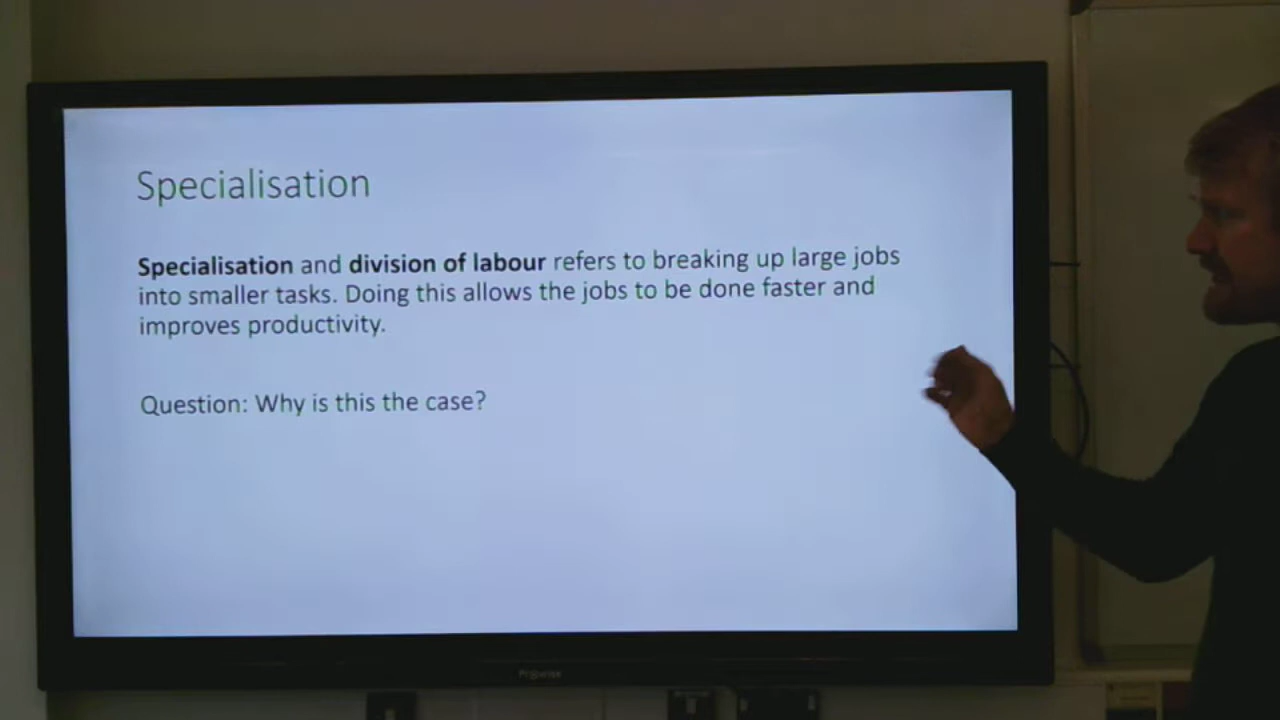 Specialisation
Specialisation and division of labour refers to breaking up large jobs
into smaller tasks. Doing this allows the jobs to be done faster and
improves productivity.
Question: Why is this the case?
Prowise